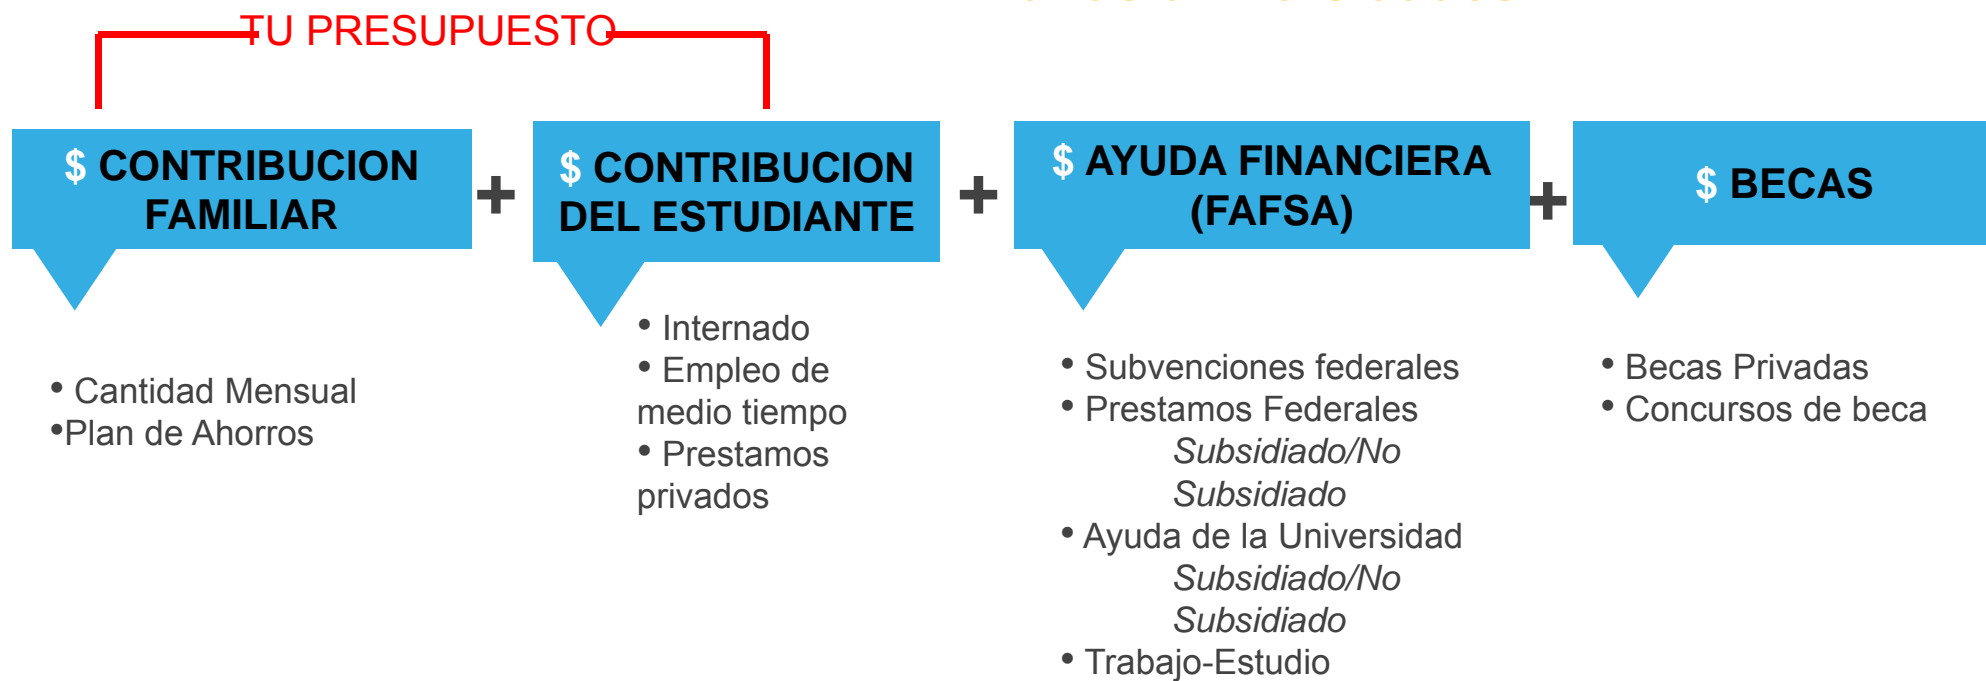 TU PRESUPUESTO
$ CONTRIBUCION
FAMILIAR
+
$ CONTRIBUCION
DEL ESTUDIANTE
+
$ AYUDA FINANCIERA
(FAFSA)
+
$ BECAS
• Cantidad Mensual
•Plan de Ahorros
• Internado
• Empleo de
medio tiempo
• Prestamos
privados
• Subvenciones federales
• Prestamos Federales
Subsidiado/No
Subsidiado
• Ayuda de la Universidad
Subsidiado/No
Subsidiado
• Trabajo-Estudio
• Becas Privadas
• Concursos de beca